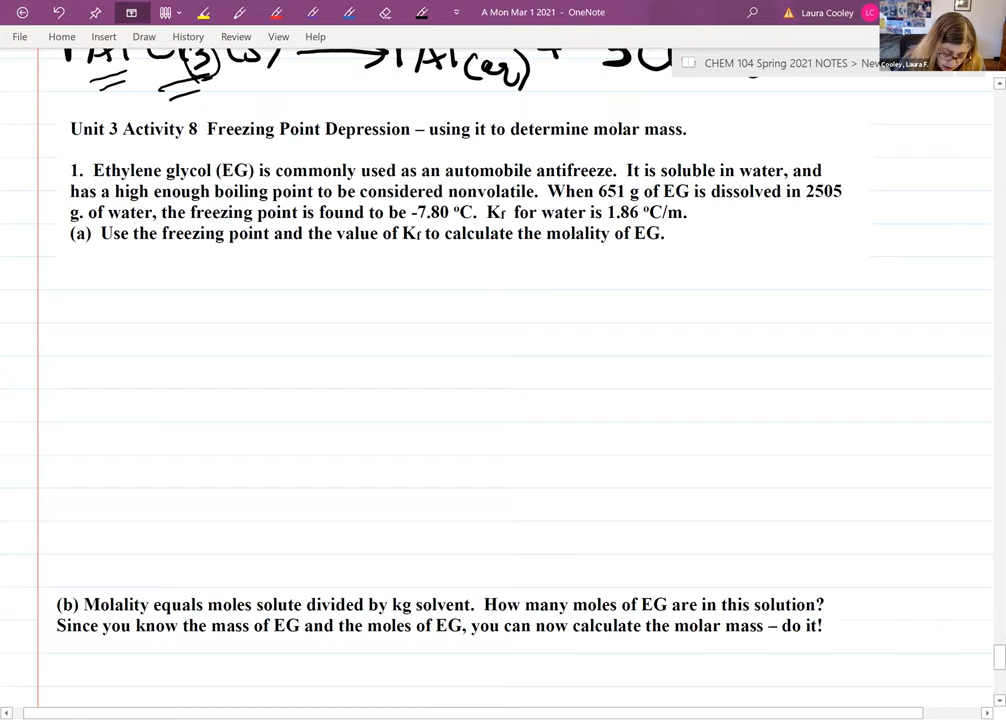 A Mon Mar 1 2021 - OneNote
Laura Cooley
LC
File Home Insert Draw History Review View Help
CHEM 104 Spring 2021 NOTES >
Cooley, Laura F.
Unit 3 Activity 8 Freezing Point Depression – using it to determine molar mass.
1. Ethylene glycol (EG) is commonly used as an automobile antifreeze. It is soluble in water, and
has a high enough boiling point to be considered nonvolatile. When 651 g of EG is dissolved in 2505
g. of water, the freezing point is found to be -7.80 ºC. Kf for water is 1.86 ºC/m.
(a) Use the freezing point and the value of Kf to calculate the molality of EG.
(b) Molality equals moles solute divided by kg solvent. How many moles of EG are in this solution?
Since you know the mass of EG and the moles of EG, you can now calculate the molar mass – do it!